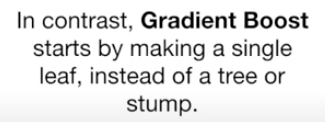 In contrast, Gradient Boost
starts by making a single
leaf, instead of a tree or
stump.